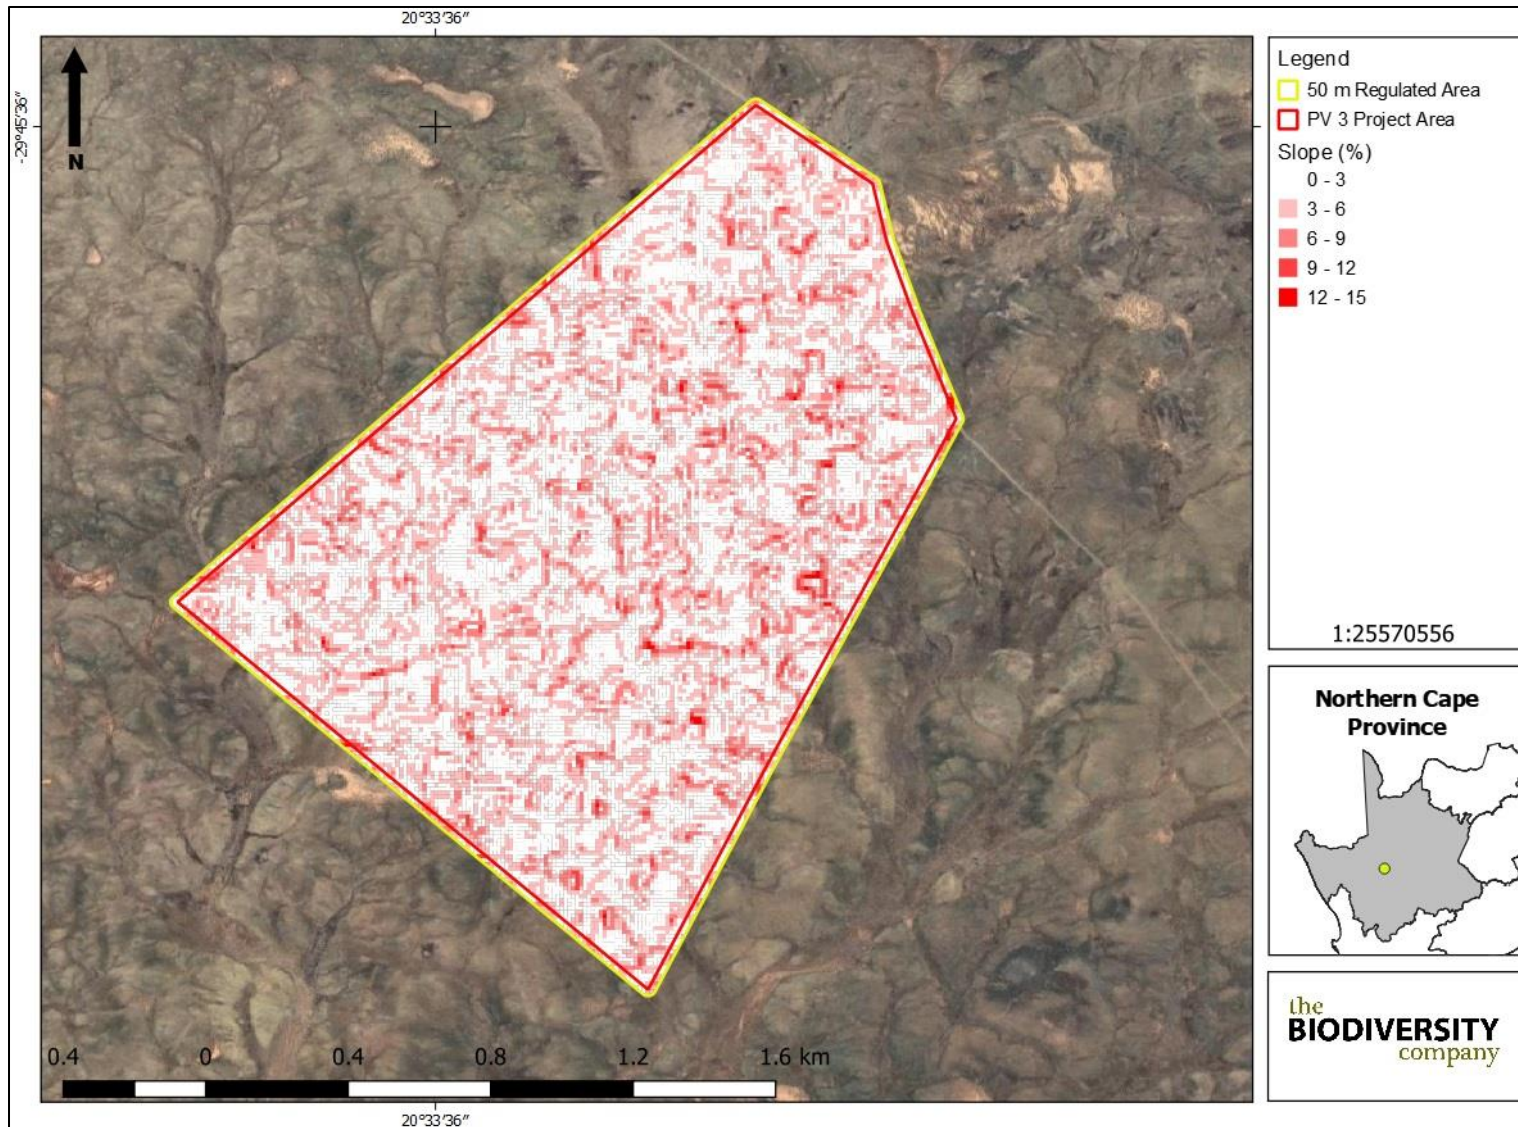 20°33′36″
-29°45′36″
N
0.4 0 0.4 0.8 1.2 1.6 km
20°33′36″
Legend
50 m Regulated Area
PV 3 Project Area
Slope (%)
0 - 3
3 - 6
6 - 9
9 - 12
12 - 15
1:25570556
Northern Cape
Province
the
BIODIVERSITY
company